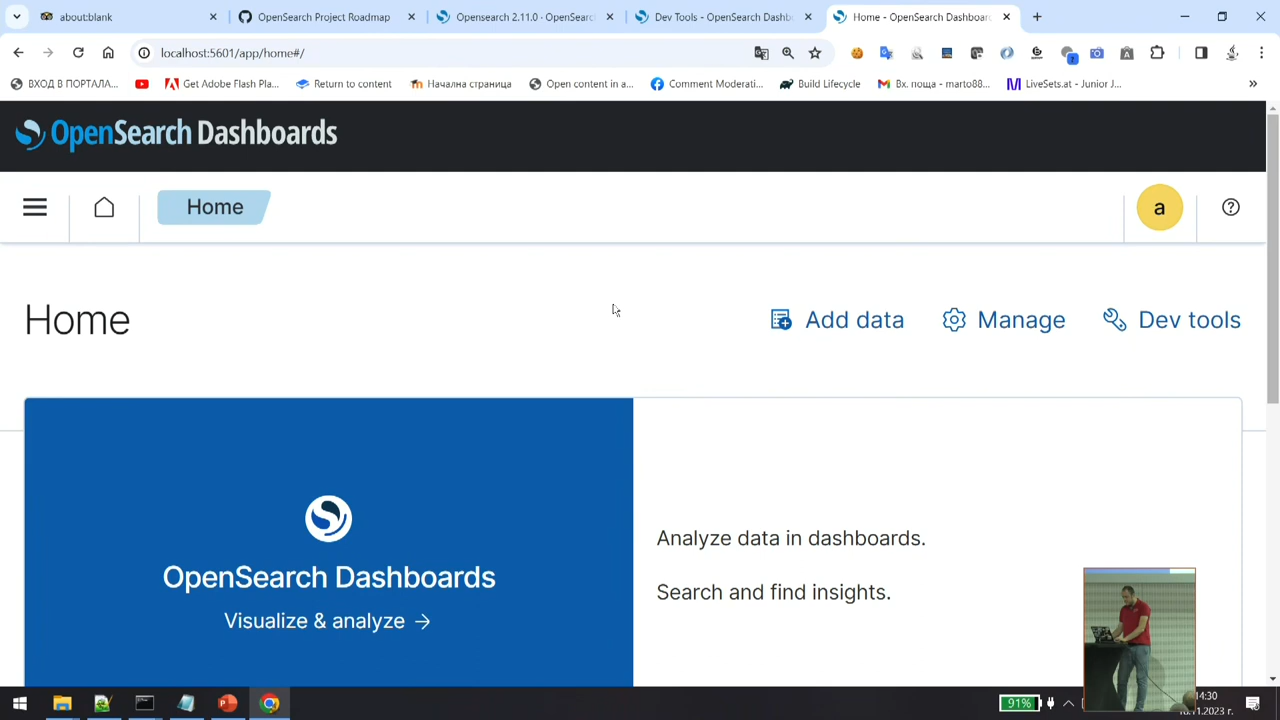 about:blank
OpenSearch Project Roadmap
Opensearch 2.11.0 · OpenSearc
Dev Tools - OpenSearch Dashb
Home - OpenSearch Dashboard
localhost:5601/app/home#/
ВХОД В ПОРТАЛА...
Get Adobe Flash Pla...
Return to content
Начална страница
Open content in a...
Comment Moderati...
Build Lifecycle
Вх. поща - marto88...
LiveSets.at - Junior J...
OpenSearch Dashboards
Home
a
Home
Add data
Manage
Dev tools
OpenSearch Dashboards
Visualize & analyze
Analyze data in dashboards.
Search and find insights.
91%
14:30
11.2023 г.